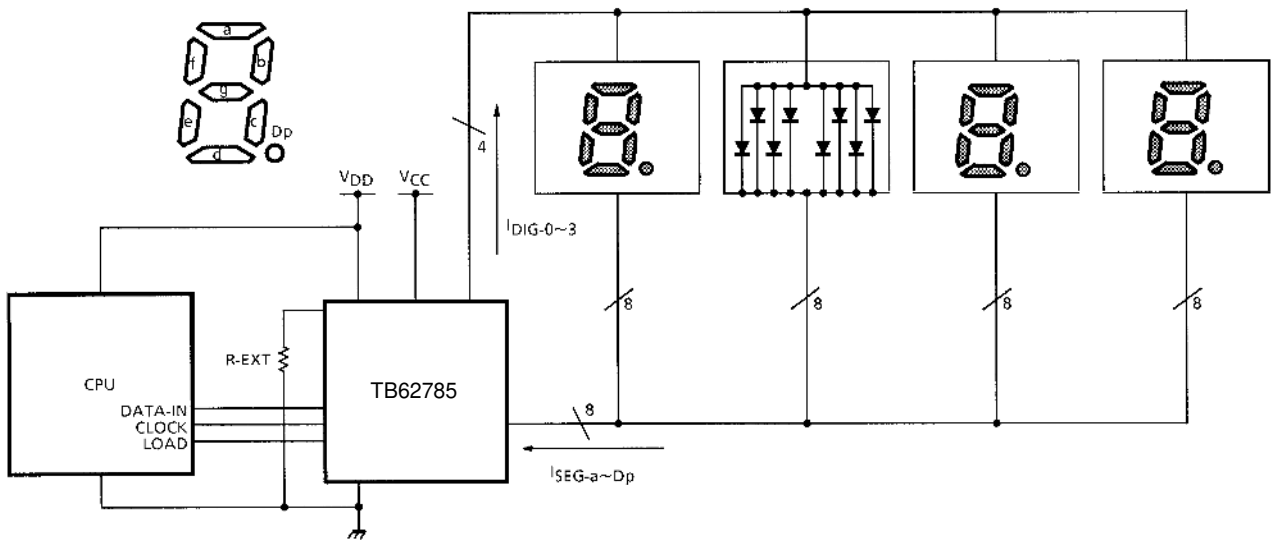 a
f
b
g
e
c
d
Dp
4
VDD
VCC
IDIG-0~3
8
8
8
8
R-EXT
CPU
TB62785
DATA-IN
CLOCK
LOAD
8
ISEG-a~Dp